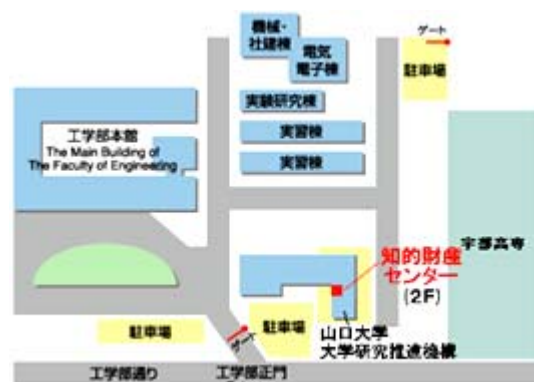 機械・
社建棟
電気
電子棟
ゲート
駐車場
実験研究棟
実習棟
実習棟
工学部本館
The Main Building of
The Faculty of Engineering
宇部高専
知的財産
センター
(2F)
山口大学
大学研究推進機構
駐車場
ゲート
駐車場
工学部通り
工学部正門